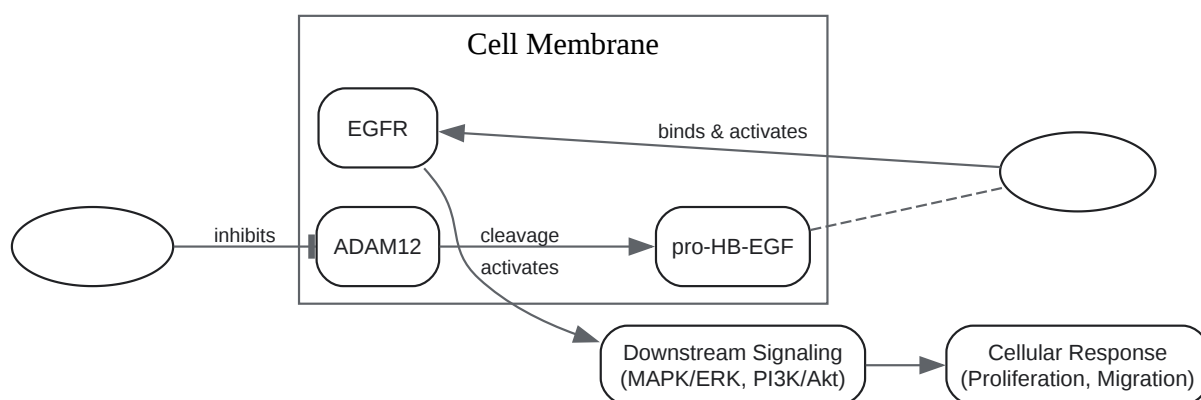 Cell Membrane
EGFR
binds & activates
inhibits
ADAM12
cleavage
pro-HB-EGF
activates
Downstream Signaling
(MAPK/ERK, PI3K/Akt)
Cellular Response
(Proliferation, Migration)